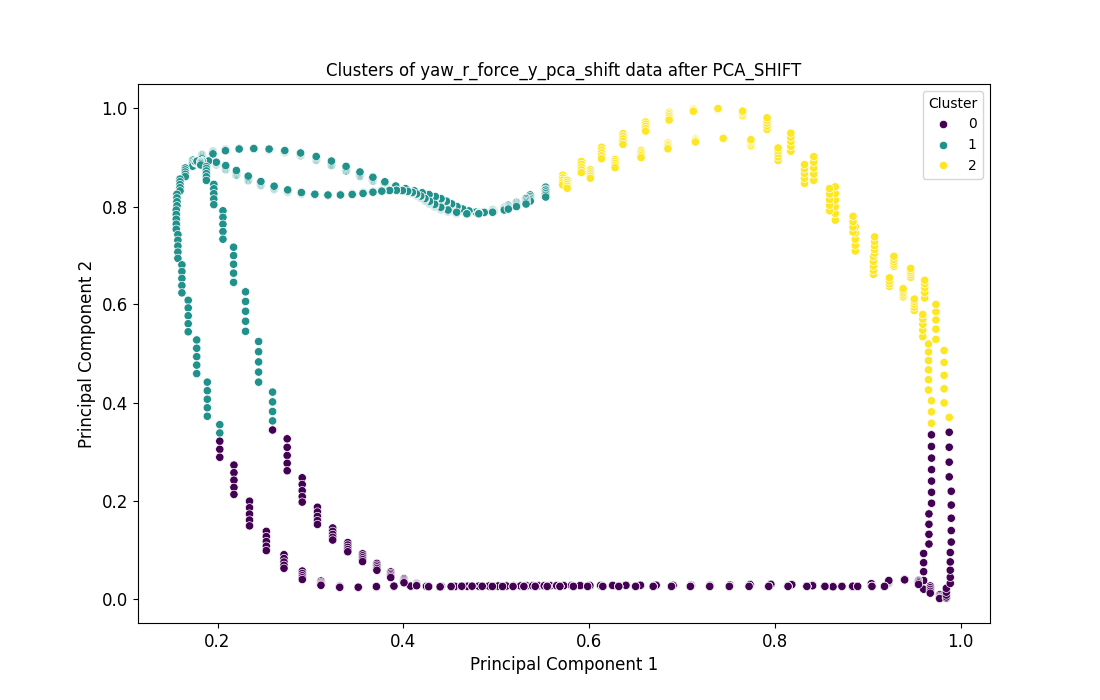 Clusters of yaw_r_force_y_pca_shift data after PCA_SHIFT
Cluster
0
1
2
Principal Component 2
1.0
0.8
0.6
0.4
0.2
0.0
0.2 0.4 0.6 0.8 1.0
Principal Component 1